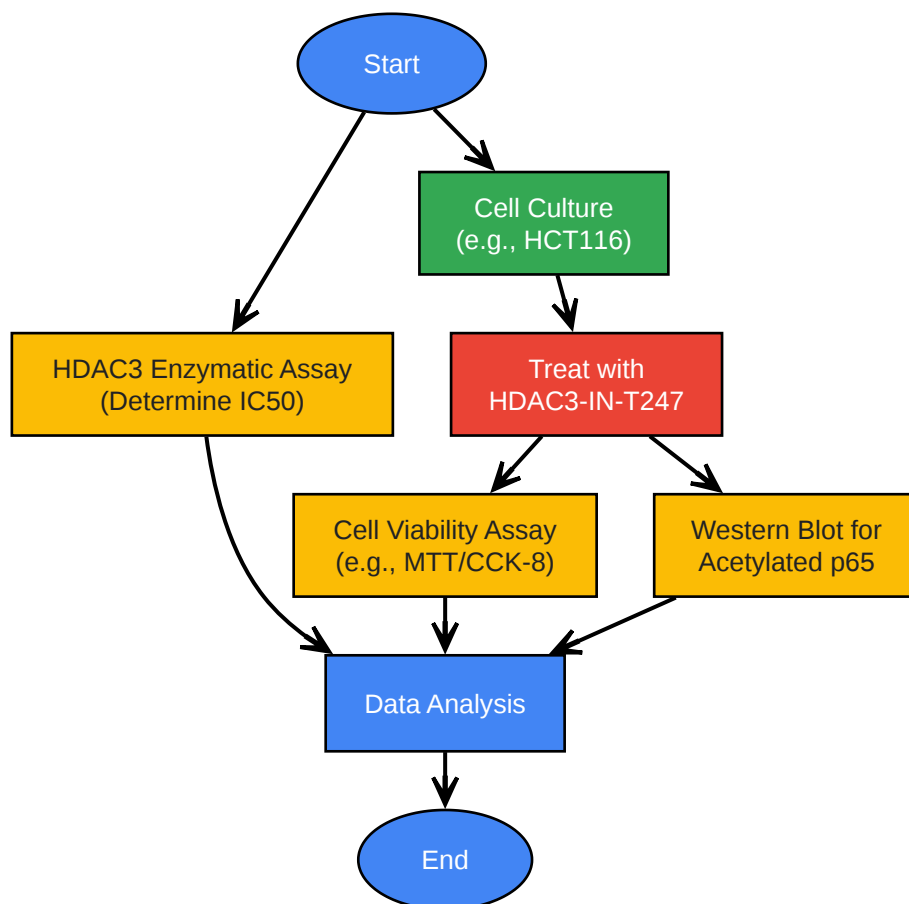 Start
Cell Culture
(e.g., HCT116)
HDAC3 Enzymatic Assay
(Determine IC50)
Treat with
HDAC3-IN-T247
Cell Viability Assay
(e.g., MTT/CCK-8)
Western Blot for
Acetylated p65
Data Analysis
End